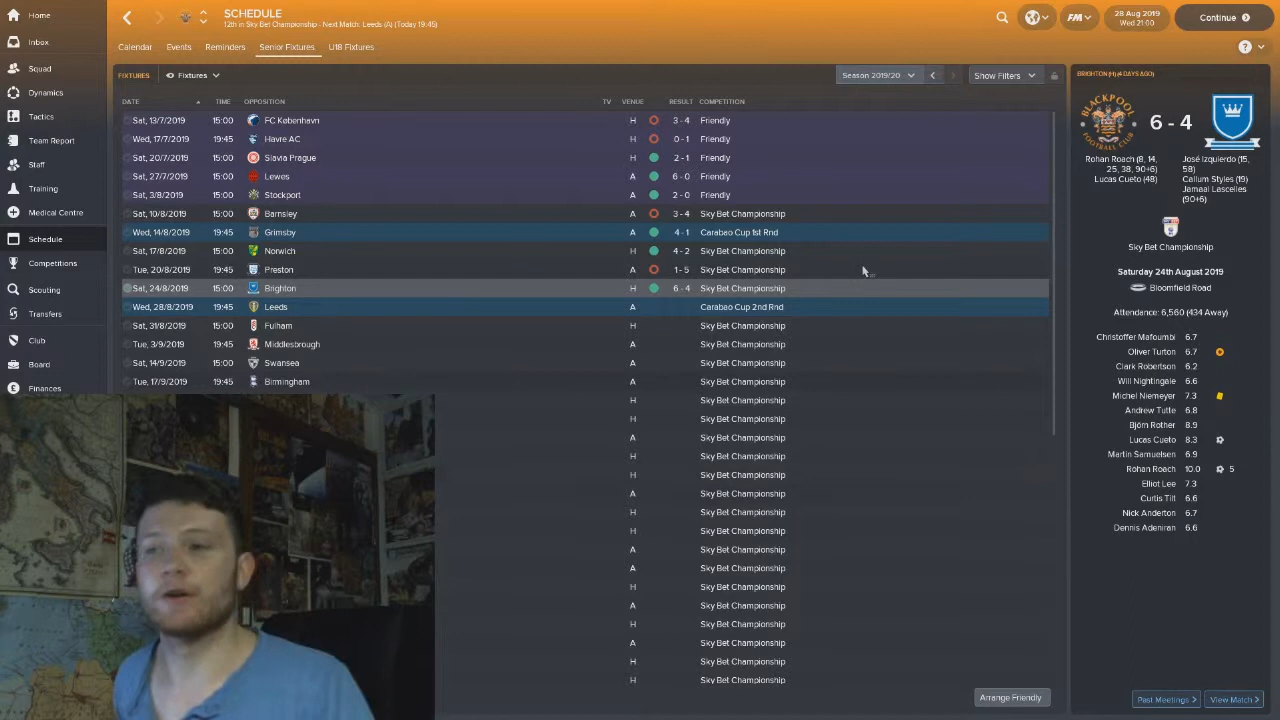 Home
Inbox
Squad
Dynamics
Tactics
Team Report
Staff
Training
Medical Centre
Schedule
Competitions
Scouting
Transfers
Club
Board
Finances
SCHEDULE
12th in Sky Bet Championship - Next Match: Leeds (A) (Today 19:45)
FM
28 Aug 2019
Wed 21:00
Continue
Calendar Events Reminders Senior Fixtures U18 Fixtures
?
FIXTURES Fixtures Season 2019/20 Show Filters
DATE TIME OPPOSITION TV VENUE RESULT COMPETITION
Sat, 13/7/2019 15:00 FC København H 3 - 4 Friendly
Wed, 17/7/2019 19:45 Havre AC H 0 - 1 Friendly
Sat, 20/7/2019 15:00 Slavia Prague H 2 - 1 Friendly
Sat, 27/7/2019 15:00 Lewes A 6 - 0 Friendly
Sat, 3/8/2019 15:00 Stockport A 2 - 0 Friendly
Sat, 10/8/2019 15:00 Barnsley A 3 - 4 Sky Bet Championship
Wed, 14/8/2019 19:45 Grimsby A 4 - 1 Carabao Cup 1st Rnd
Sat, 17/8/2019 15:00 Norwich H 4 - 2 Sky Bet Championship
Tue, 20/8/2019 19:45 Preston A 1 - 5 Sky Bet Championship
Sat, 24/8/2019 15:00 Brighton H 6 - 4 Sky Bet Championship
Wed, 28/8/2019 19:45 Leeds A Carabao Cup 2nd Rnd
Sat, 31/8/2019 15:00 Fulham H Sky Bet Championship
Tue, 3/9/2019 19:45 Middlesbrough A Sky Bet Championship
Sat, 14/9/2019 15:00 Swansea A Sky Bet Championship
Tue, 17/9/2019 19:45 Birmingham A Sky Bet Championship
H Sky Bet Championship
H Sky Bet Championship
A Sky Bet Championship
H Sky Bet Championship
H Sky Bet Championship
A Sky Bet Championship
H Sky Bet Championship
H Sky Bet Championship
A Sky Bet Championship
A Sky Bet Championship
H Sky Bet Championship
A Sky Bet Championship
H Sky Bet Championship
A Sky Bet Championship
H Sky Bet Championship
H Sky Bet Championship
Arrange Friendly
BRIGHTON (H) (4 DAYS AGO)
BLACKPOOL
FOOTBALL CLUB
6 - 4
Rohan Roach (8, 14,
25, 38, 90+6)
Lucas Cueto (48)
José Izquierdo (15,
58)
Callum Styles (19)
Jamaal Lascelles
(90+6)
Sky Bet Championship
Saturday 24th August 2019
Bloomfield Road
Attendance: 6,560 (434 Away)
Christoffer Mafoumbi 6.7
Oliver Turton 6.7
Clark Robertson 6.2
Will Nightingale 6.6
Michel Niemeyer 7.3
Andrew Tutte 6.8
Björn Rother 8.9
Lucas Cueto 8.3
Martin Samuelsen 6.9
Rohan Roach 10.0 5
Elliot Lee 7.3
Curtis Tilt 6.6
Nick Anderton 6.7
Dennis Adeniran 6.6
Past Meetings > View Match >